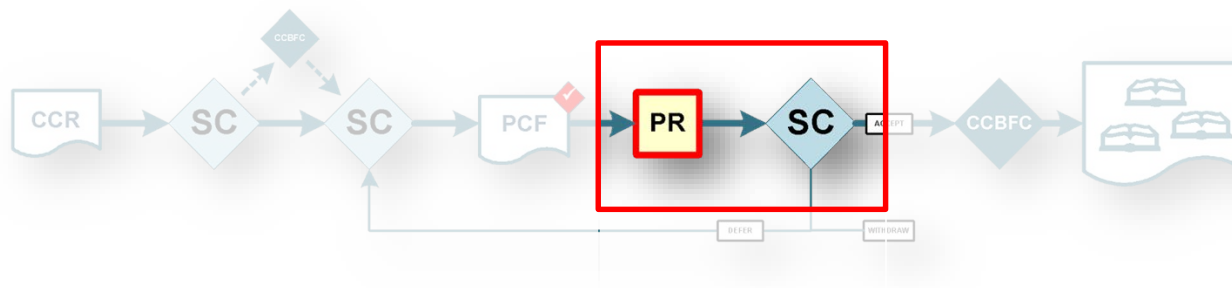 CCBFC
CCR
SC
SC
PCF
PR
SC
ACCEPT
CCBFC
DEFER
WITHDRAW